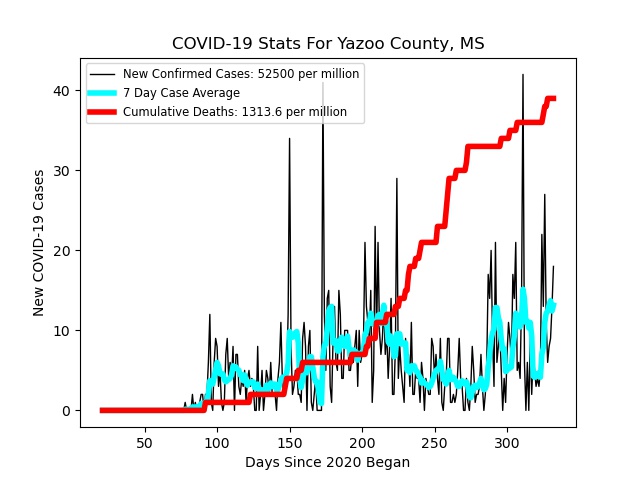 COVID-19 Stats For Yazoo County, MS
New Confirmed Cases: 52500 per million
7 Day Case Average
Cumulative Deaths: 1313.6 per million
New COVID-19 Cases
40
30
20
10
0
50 100 150 200 250 300
Days Since 2020 Began